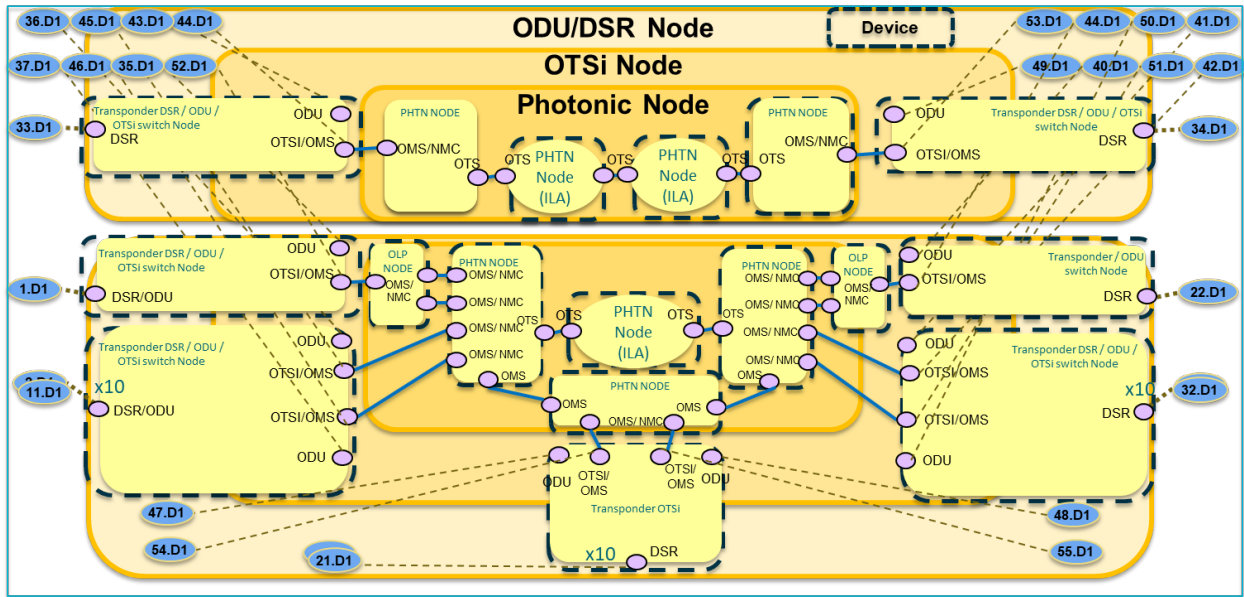 36.D1 45.D1 43.D1 44.D1
ODU/DSR Node
Device
53.D1 44.D1 50.D1 41.D1
37.D1 46.D1 35.D1 52.D1
OTSi Node
49.D1 40.D1 51.D1 42.D1
Photonic Node
33.D1
Transponder DSR / ODU /
OTSi switch Node
ODU
DSR
OTSI/OMS
PHTN NODE
OMS/NMC
OTS
OTS
PHTN
Node
(ILA)
OTS
OTS
PHTN
Node
(ILA)
OTS
OTS
PHTN NODE
OMS/NMC
Transponder DSR / ODU / OTSi
switch Node
ODU
OTSI/OMS
DSR
34.D1
1.D1
Transponder DSR / ODU /
OTSi switch Node
ODU
OTSI/OMS
DSR/ODU
OLP
NODE
OMS/
NMC
PHTN NODE
OMS/ NMC
OMS/ NMC
OMS/ NMC
OMS/ NMC
OTS
OMS
OTS
PHTN
Node
(ILA)
OTS
OTS
PHTN NODE
OMS/ NMC
OMS/ NMC
OMS/ NMC
OMS/ NMC
OMS
OLP
NODE
OMS/
NMC
Transponder / ODU
switch Node
ODU
OTSI/OMS
DSR
22.D1
11.D1
Transponder DSR / ODU /
OTSi switch Node
x10
DSR/ODU
ODU
OTSI/OMS
OTSI/OMS
ODU
PHTN NODE
OMS
OMS
OMS/ NMC
Transponder DSR / ODU /
OTSi switch Node
ODU
OTSI/OMS
x10
DSR
OTSI/OMS
ODU
32.D1
47.D1
54.D1
21.D1
ODU
OTSI/
OMS
OTSI/
OMS
ODU
Transponder OTSi
x10
DSR
48.D1
55.D1